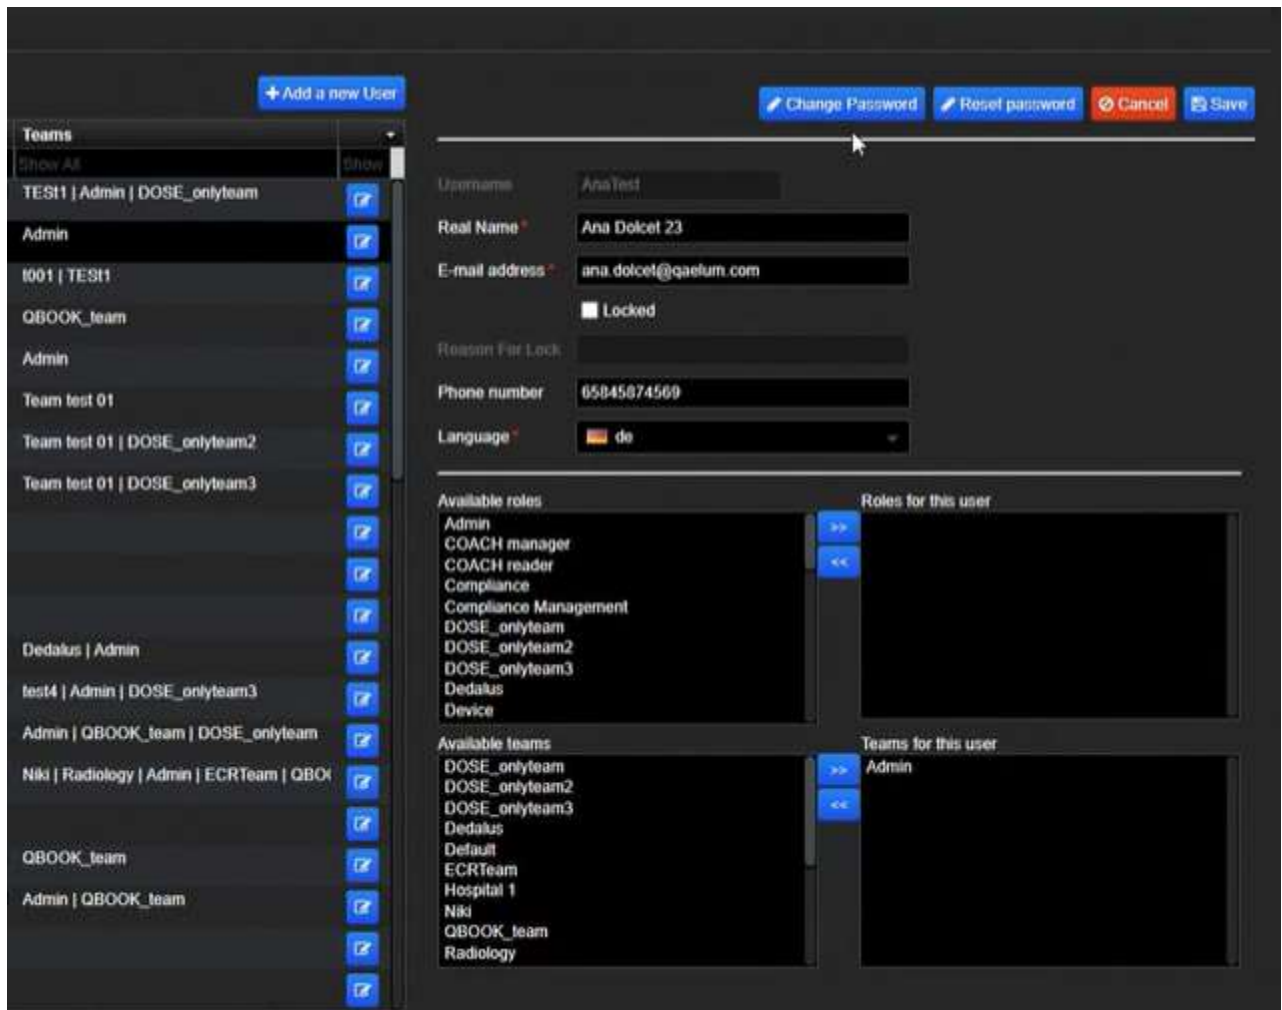 + Add a new User
Change Password
Reset password
Cancel
Save
Teams
Show All
Show
TESt1 | Admin | DOSE_onlyteam
Admin
t001 | TESt1
QBOOK_team
Admin
Team test 01
Team test 01 | DOSE_onlyteam2
Team test 01 | DOSE_onlyteam3
Dedalus | Admin
test4 | Admin | DOSE_onlyteam3
Admin | QBOOK_team | DOSE_onlyteam
Niki | Radiology | Admin | ECRTeam | QBO
QBOOK_team
Admin | QBOOK_team
Username AnaTest
Real Name * Ana Dolcet 23
E-mail address * ana.dolcet@qaelum.com
Locked
Reason For Lock
Phone number 65845874569
Language * de
Available roles
Admin
COACH manager
COACH reader
Compliance
Compliance Management
DOSE_onlyteam
DOSE_onlyteam2
DOSE_onlyteam3
Dedalus
Device
>>
<<
Roles for this user
Available teams
DOSE_onlyteam
DOSE_onlyteam2
DOSE_onlyteam3
Dedalus
Default
ECRTeam
Hospital 1
Niki
QBOOK_team
Radiology
>>
<<
Teams for this user
Admin